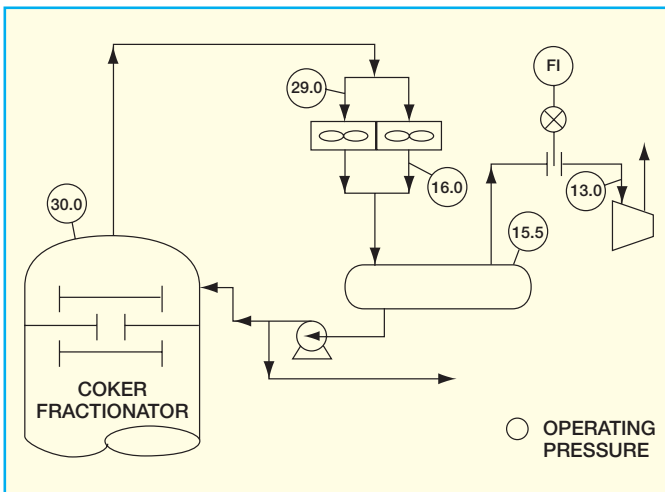 FI
29.0
16.0
13.0
30.0
15.5
COKER
FRACTIONATOR
OPERATING
PRESSURE